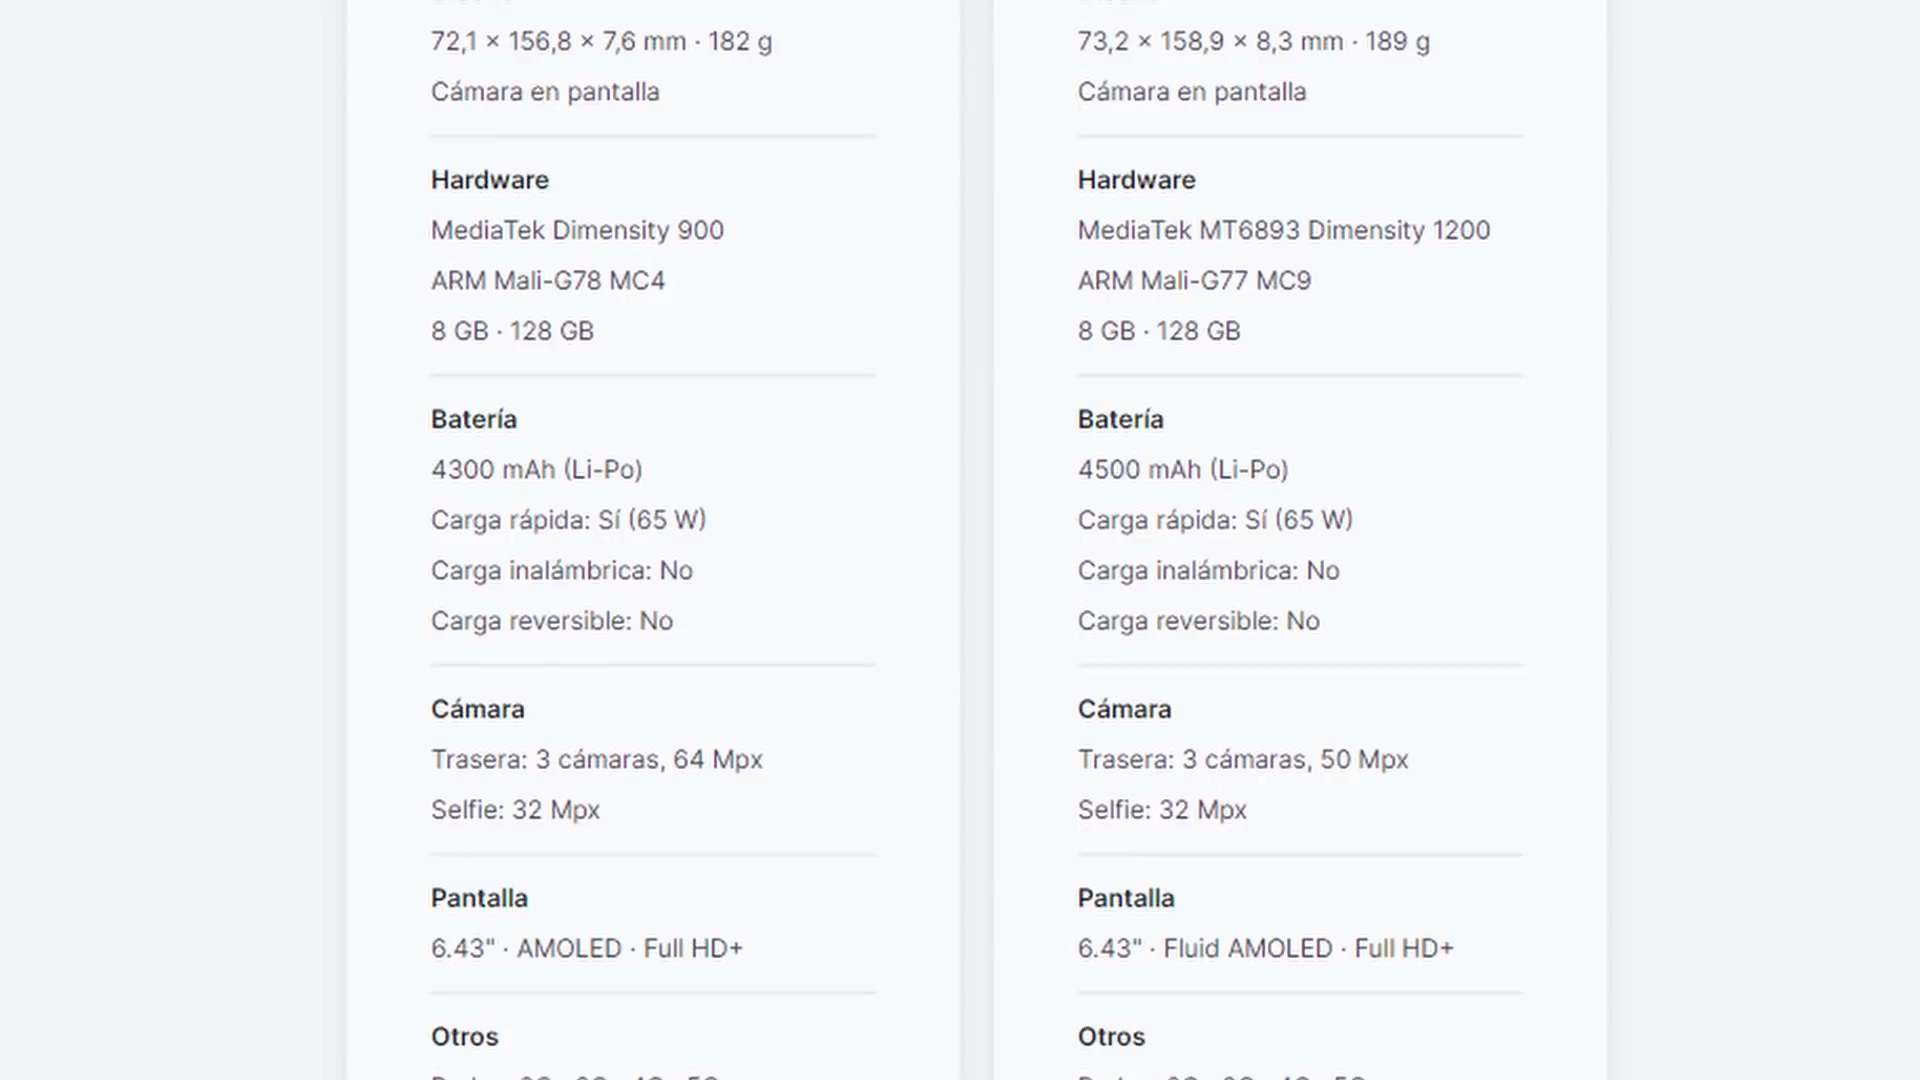 72,1 × 156,8 × 7,6 mm · 182 g
Cámara en pantalla
Hardware
MediaTek Dimensity 900
ARM Mali-G78 MC4
8 GB · 128 GB
Batería
4300 mAh (Li-Po)
Carga rápida: Sí (65 W)
Carga inalámbrica: No
Carga reversible: No
Cámara
Trasera: 3 cámaras, 64 Mpx
Selfie: 32 Mpx
Pantalla
6.43" · AMOLED · Full HD+
Otros
73,2 × 158,9 × 8,3 mm · 189 g
Cámara en pantalla
Hardware
MediaTek MT6893 Dimensity 1200
ARM Mali-G77 MC9
8 GB · 128 GB
Batería
4500 mAh (Li-Po)
Carga rápida: Sí (65 W)
Carga inalámbrica: No
Carga reversible: No
Cámara
Trasera: 3 cámaras, 50 Mpx
Selfie: 32 Mpx
Pantalla
6.43" · Fluid AMOLED · Full HD+
Otros